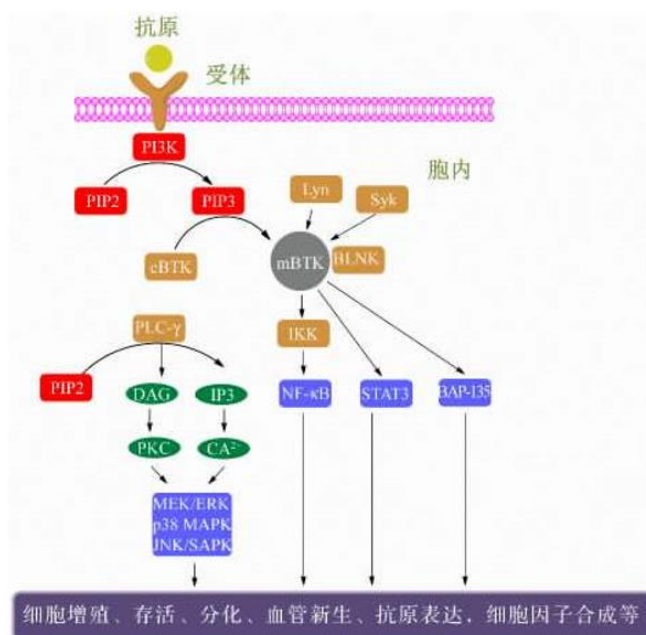 抗原
受体
PI3K
胞内
PIP2
PIP3
Lyn
Syk
cBTK
mBTK
BLNK
PLC-γ
IKK
PIP2
DAG
IP3
NF-κB
STAT3
BAP-135
PKC
CA²⁻
MEK/ERK
p38 MAPK
JNK/SAPK
细胞增殖、存活、分化、血管新生、抗原表达，细胞因子合成等